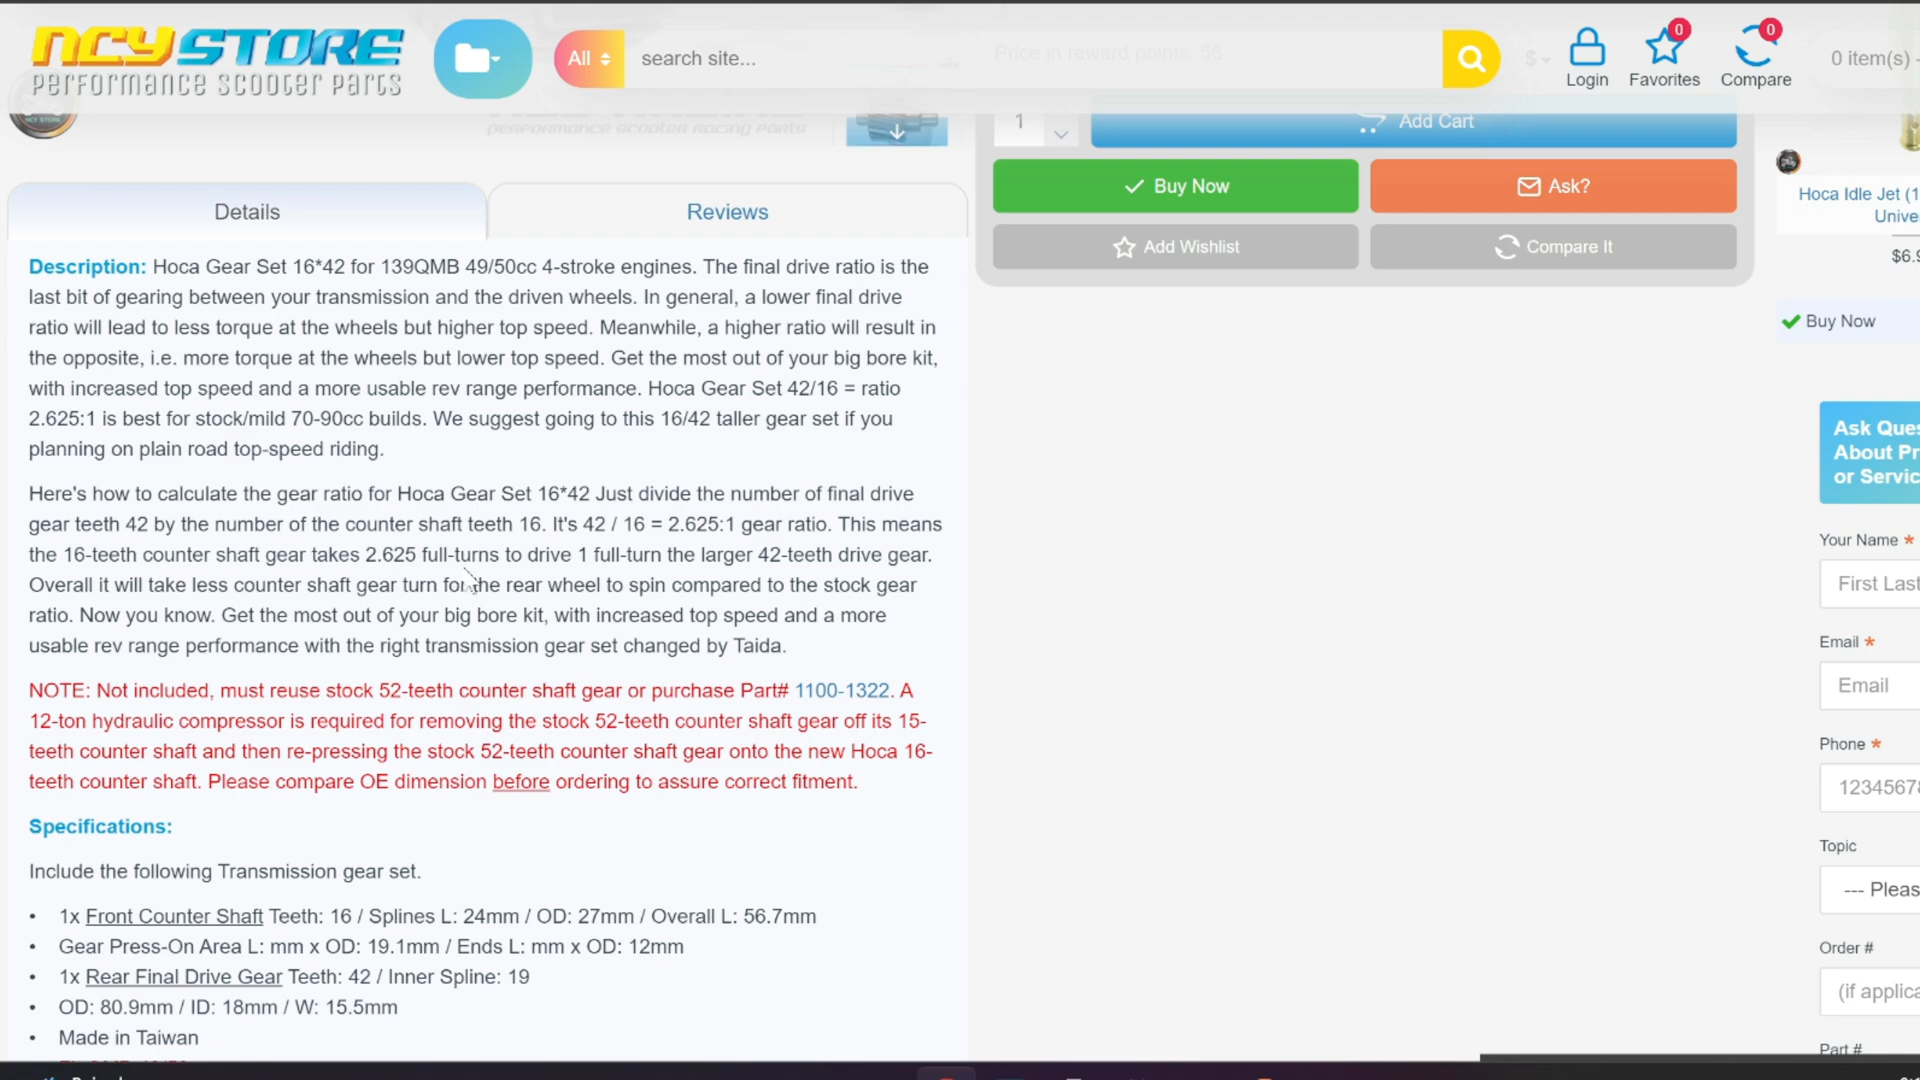 NCY STORE
performance scooter parts
All
search site...
Price in reward points: 56
$
Login
0
Favorites
0
Compare
0 item(s) -
performance scooter racing parts
1
Add Cart
Buy Now
Ask?
Add Wishlist
Compare It
Details
Reviews
Description: Hoca Gear Set 16*42 for 139QMB 49/50cc 4-stroke engines. The final drive ratio is the
last bit of gearing between your transmission and the driven wheels. In general, a lower final drive
ratio will lead to less torque at the wheels but higher top speed. Meanwhile, a higher ratio will result in
the opposite, i.e. more torque at the wheels but lower top speed. Get the most out of your big bore kit,
with increased top speed and a more usable rev range performance. Hoca Gear Set 42/16 = ratio
2.625:1 is best for stock/mild 70-90cc builds. We suggest going to this 16/42 taller gear set if you
planning on plain road top-speed riding.
Here's how to calculate the gear ratio for Hoca Gear Set 16*42 Just divide the number of final drive
gear teeth 42 by the number of the counter shaft teeth 16. It's 42 / 16 = 2.625:1 gear ratio. This means
the 16-teeth counter shaft gear takes 2.625 full-turns to drive 1 full-turn the larger 42-teeth drive gear.
Overall it will take less counter shaft gear turn for the rear wheel to spin compared to the stock gear
ratio. Now you know. Get the most out of your big bore kit, with increased top speed and a more
usable rev range performance with the right transmission gear set changed by Taida.
NOTE: Not included, must reuse stock 52-teeth counter shaft gear or purchase Part# 1100-1322. A
12-ton hydraulic compressor is required for removing the stock 52-teeth counter shaft gear off its 15-
teeth counter shaft and then re-pressing the stock 52-teeth counter shaft gear onto the new Hoca 16-
teeth counter shaft. Please compare OE dimension before ordering to assure correct fitment.
Specifications:
Include the following Transmission gear set.
• 1x Front Counter Shaft Teeth: 16 / Splines L: 24mm / OD: 27mm / Overall L: 56.7mm
• Gear Press-On Area L: mm x OD: 19.1mm / Ends L: mm x OD: 12mm
• 1x Rear Final Drive Gear Teeth: 42 / Inner Spline: 19
• OD: 80.9mm / ID: 18mm / W: 15.5mm
• Made in Taiwan
Hoca Idle Jet (1
Unive
$6.9
Buy Now
Ask Ques
About Pr
or Servic
Your Name *
First Last
Email *
Email
Phone *
12345678
Topic
--- Pleas
Order #
(if applica
Part #